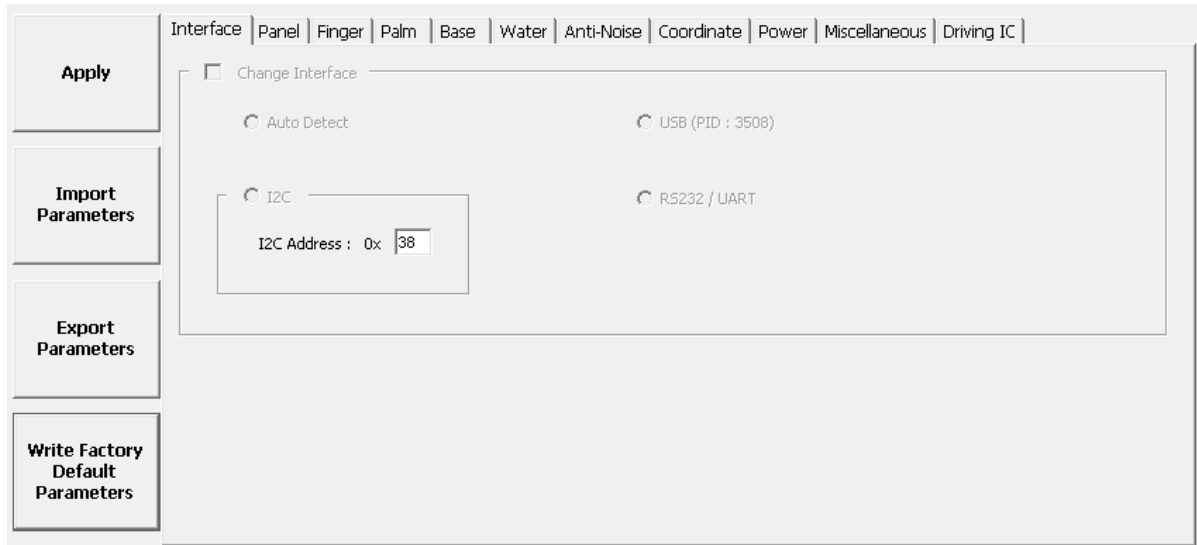 Interface Panel Finger Palm Base Water Anti-Noise Coordinate Power Miscellaneous Driving IC
Apply
Import
Parameters
Export
Parameters
Write Factory
Default
Parameters
Change Interface
Auto Detect
USB (PID : 3508)
I2C
RS232 / UART
I2C Address : 0x 38